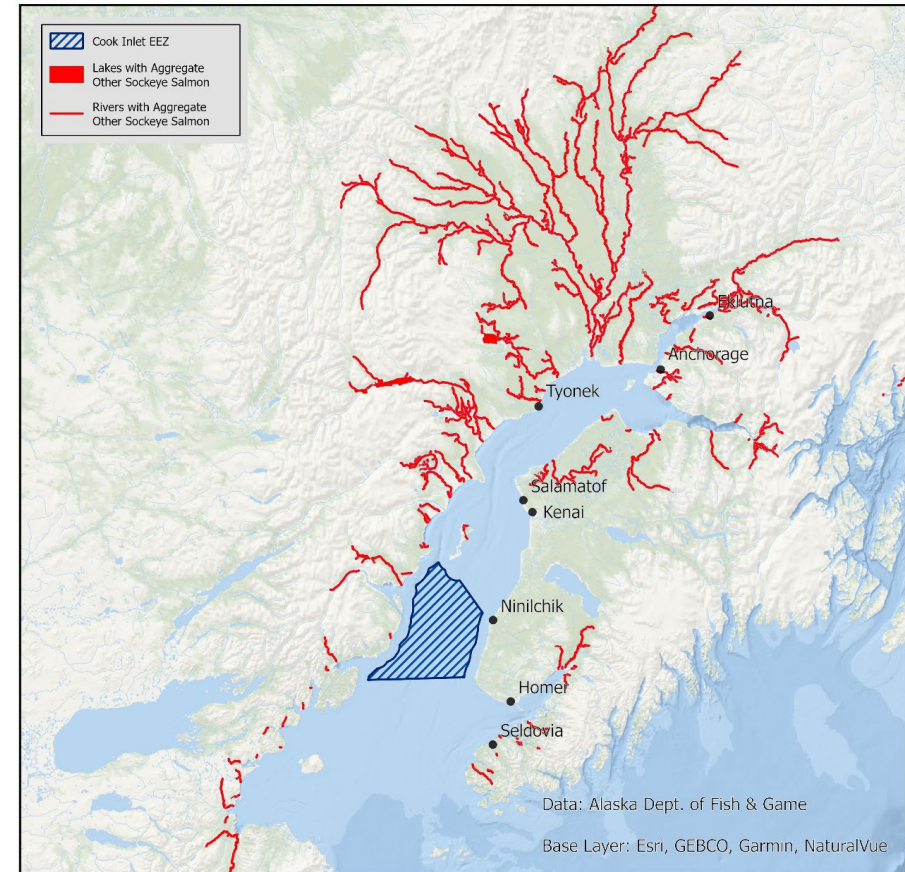 Cook Inlet EEZ
Lakes with Aggregate
Other Sockeye Salmon
Rivers with Aggregate
Other Sockeye Salmon
Eklutna
Anchorage
Tyonek
Salamatof
Kenai
Ninilchik
Homer
Seldovia
Data: Alaska Dept. of Fish & Game
Base Layer: Esri, GEBCO, Garmin, NaturalVue